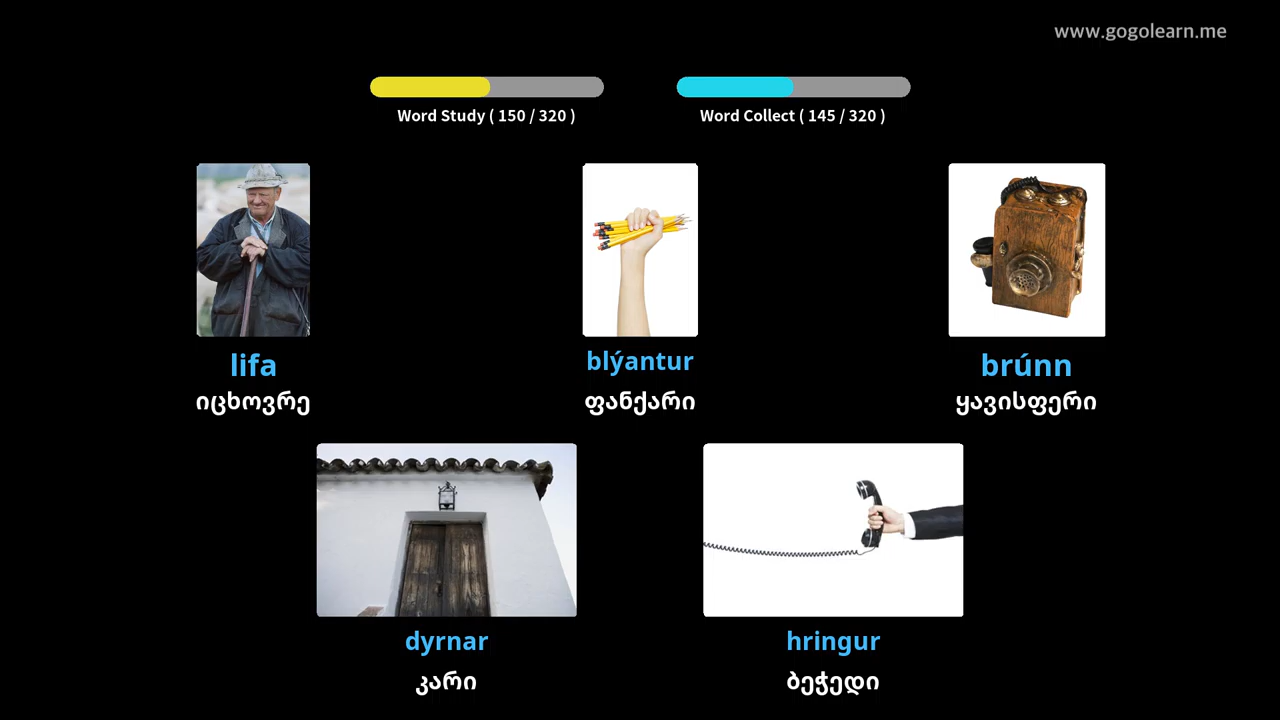 www.gogolearn.me
Word Study ( 150 / 320 )
Word Collect ( 145 / 320 )
lifa
იცხოვრე
blýantur
ფანქარი
brúnn
ყავისფერი
dyrnar
კარი
hringur
ბეჭედი